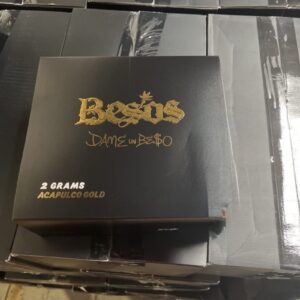 Besos
DAME UN BE$O
2 GRAMS
ACAPULCO GOLD